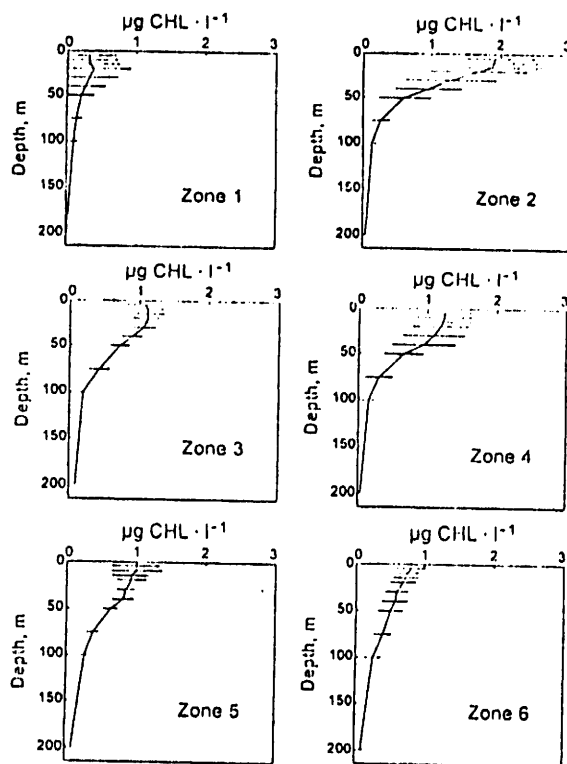 µg CHL · l⁻¹
0 1 2 3
0
50
100
150
200
Depth, m
Zone 1
µg CHL · l⁻¹
0 1 2 3
0
50
100
150
200
Depth, m
Zone 2
µg CHL · l⁻¹
0 1 2 3
0
50
100
150
200
Depth, m
Zone 3
µg CHL · l⁻¹
0 1 2 3
0
50
100
150
200
Depth, m
Zone 4
µg CHL · l⁻¹
0 1 2 3
0
50
100
150
200
Depth, m
Zone 5
µg CHL · l⁻¹
0 1 2 3
0
50
100
150
200
Depth, m
Zone 6